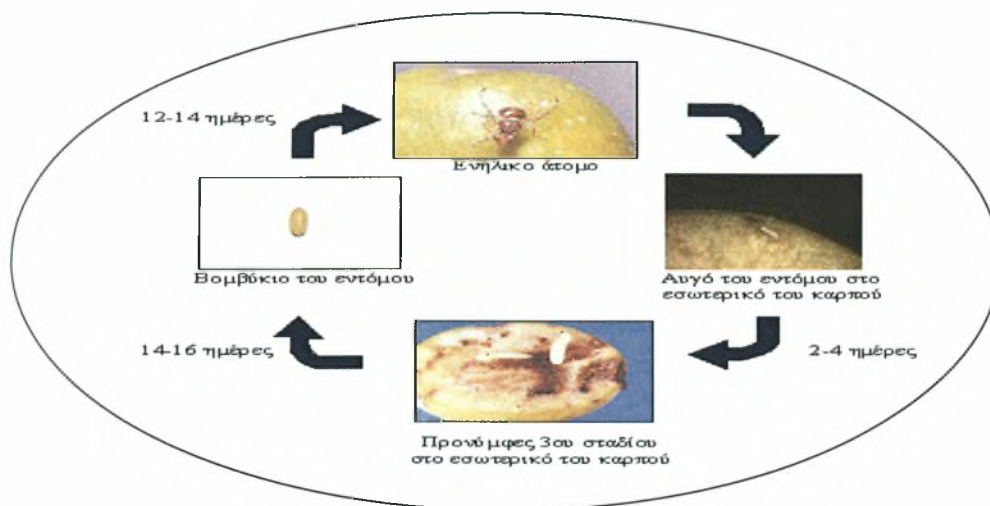 12-14 ημέρες
Ενήλικο άτομο
Βομβύκιο του εντόμου
Αυγό του εντόμου στο
εσωτερικό του καρπού
14-16 ημέρες
2-4 ημέρες
Προνύμφες 3ου σταδίου
στο εσωτερικό του καρπού